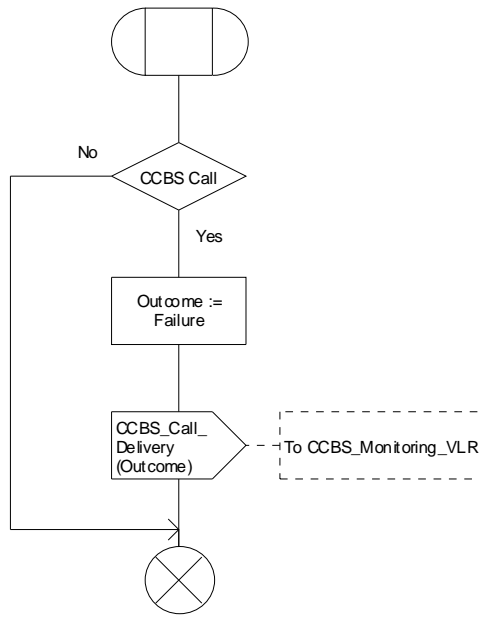 No
CCBS Call
Yes
Outcome :=
Failure
CCBS_Call_
Delivery
(Outcome)
To CCBS_Monitoring_VLR